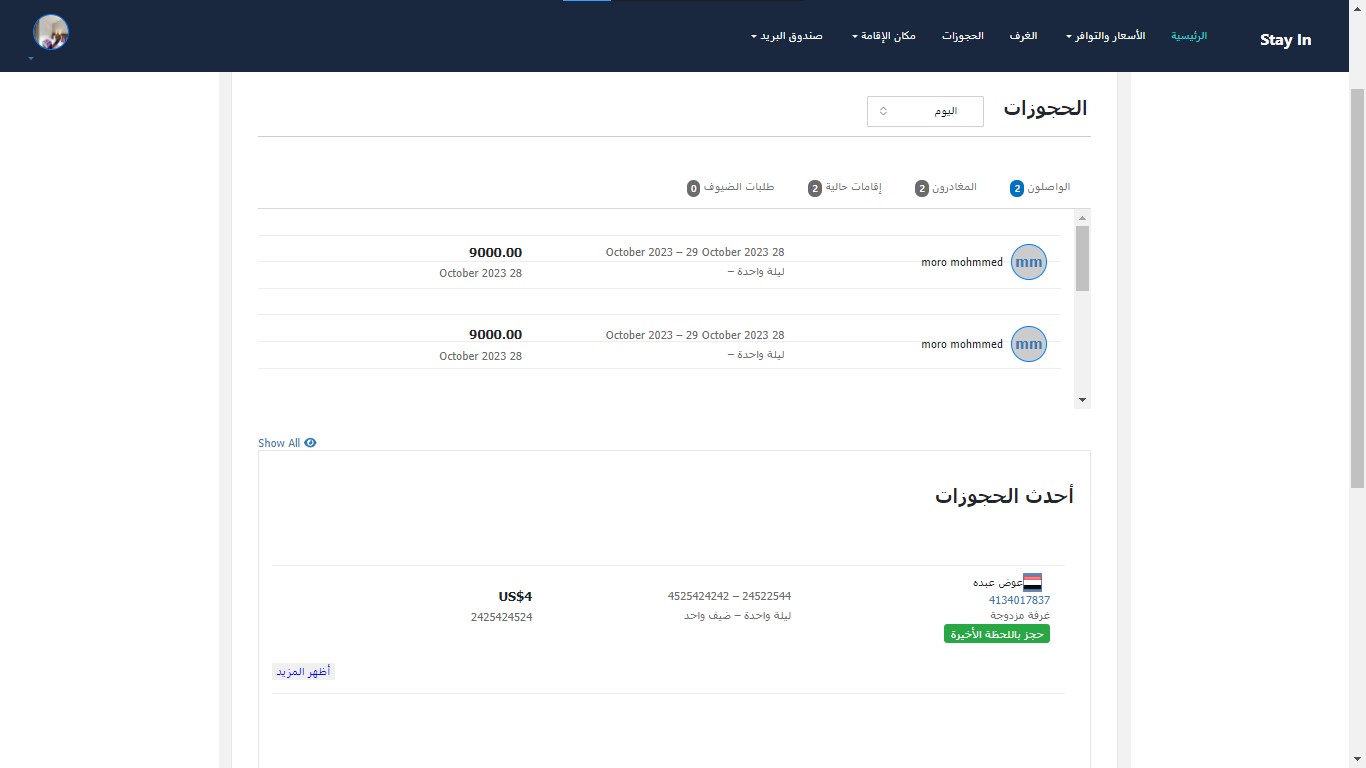 Stay In
الرئيسية
الأسعار والتوافر
الغرف
الحجوزات
مكان الإقامة
صندوق البريد
الحجوزات
اليوم
الواصلون 2
المغادرون 2
إقامات حالية 2
طلبات الضيوف 0
mm
moro mohmmed
October 2023 – 29 October 2023 28
ليلة واحدة –
9000.00
October 2023 28
mm
moro mohmmed
October 2023 – 29 October 2023 28
ليلة واحدة –
9000.00
October 2023 28
Show All
أحدث الحجوزات
عوض عبده
4134017837
غرفة مزدوجة
حجز باللحظة الأخيرة
4525424242 – 24522544
ليلة واحدة – ضيف واحد
US$4
2425424524
أظهر المزيد